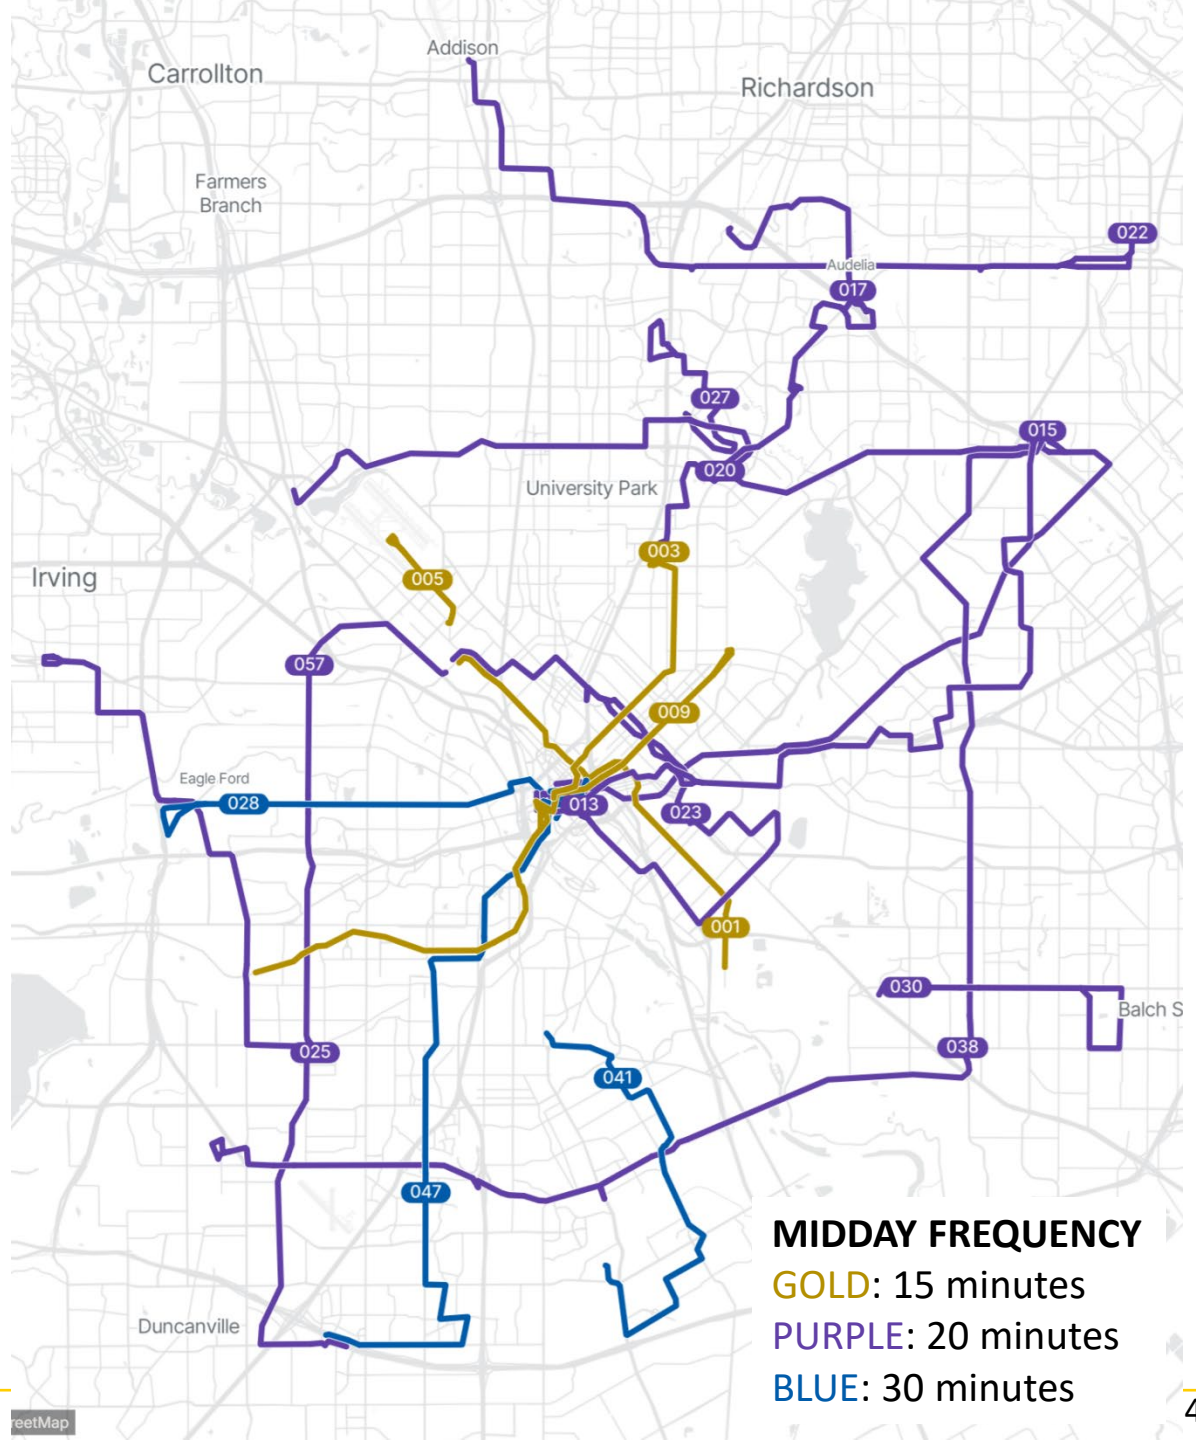 Addison
Carrollton
Richardson
Farmers
Branch
022
Audelia
017
027
015
020
University Park
003
005
Irving
057
009
Eagle Ford
028
013
023
001
030
Balch S
038
025
041
047
Duncanville
MIDDAY FREQUENCY
GOLD: 15 minutes
PURPLE: 20 minutes
BLUE: 30 minutes
reetMap
4